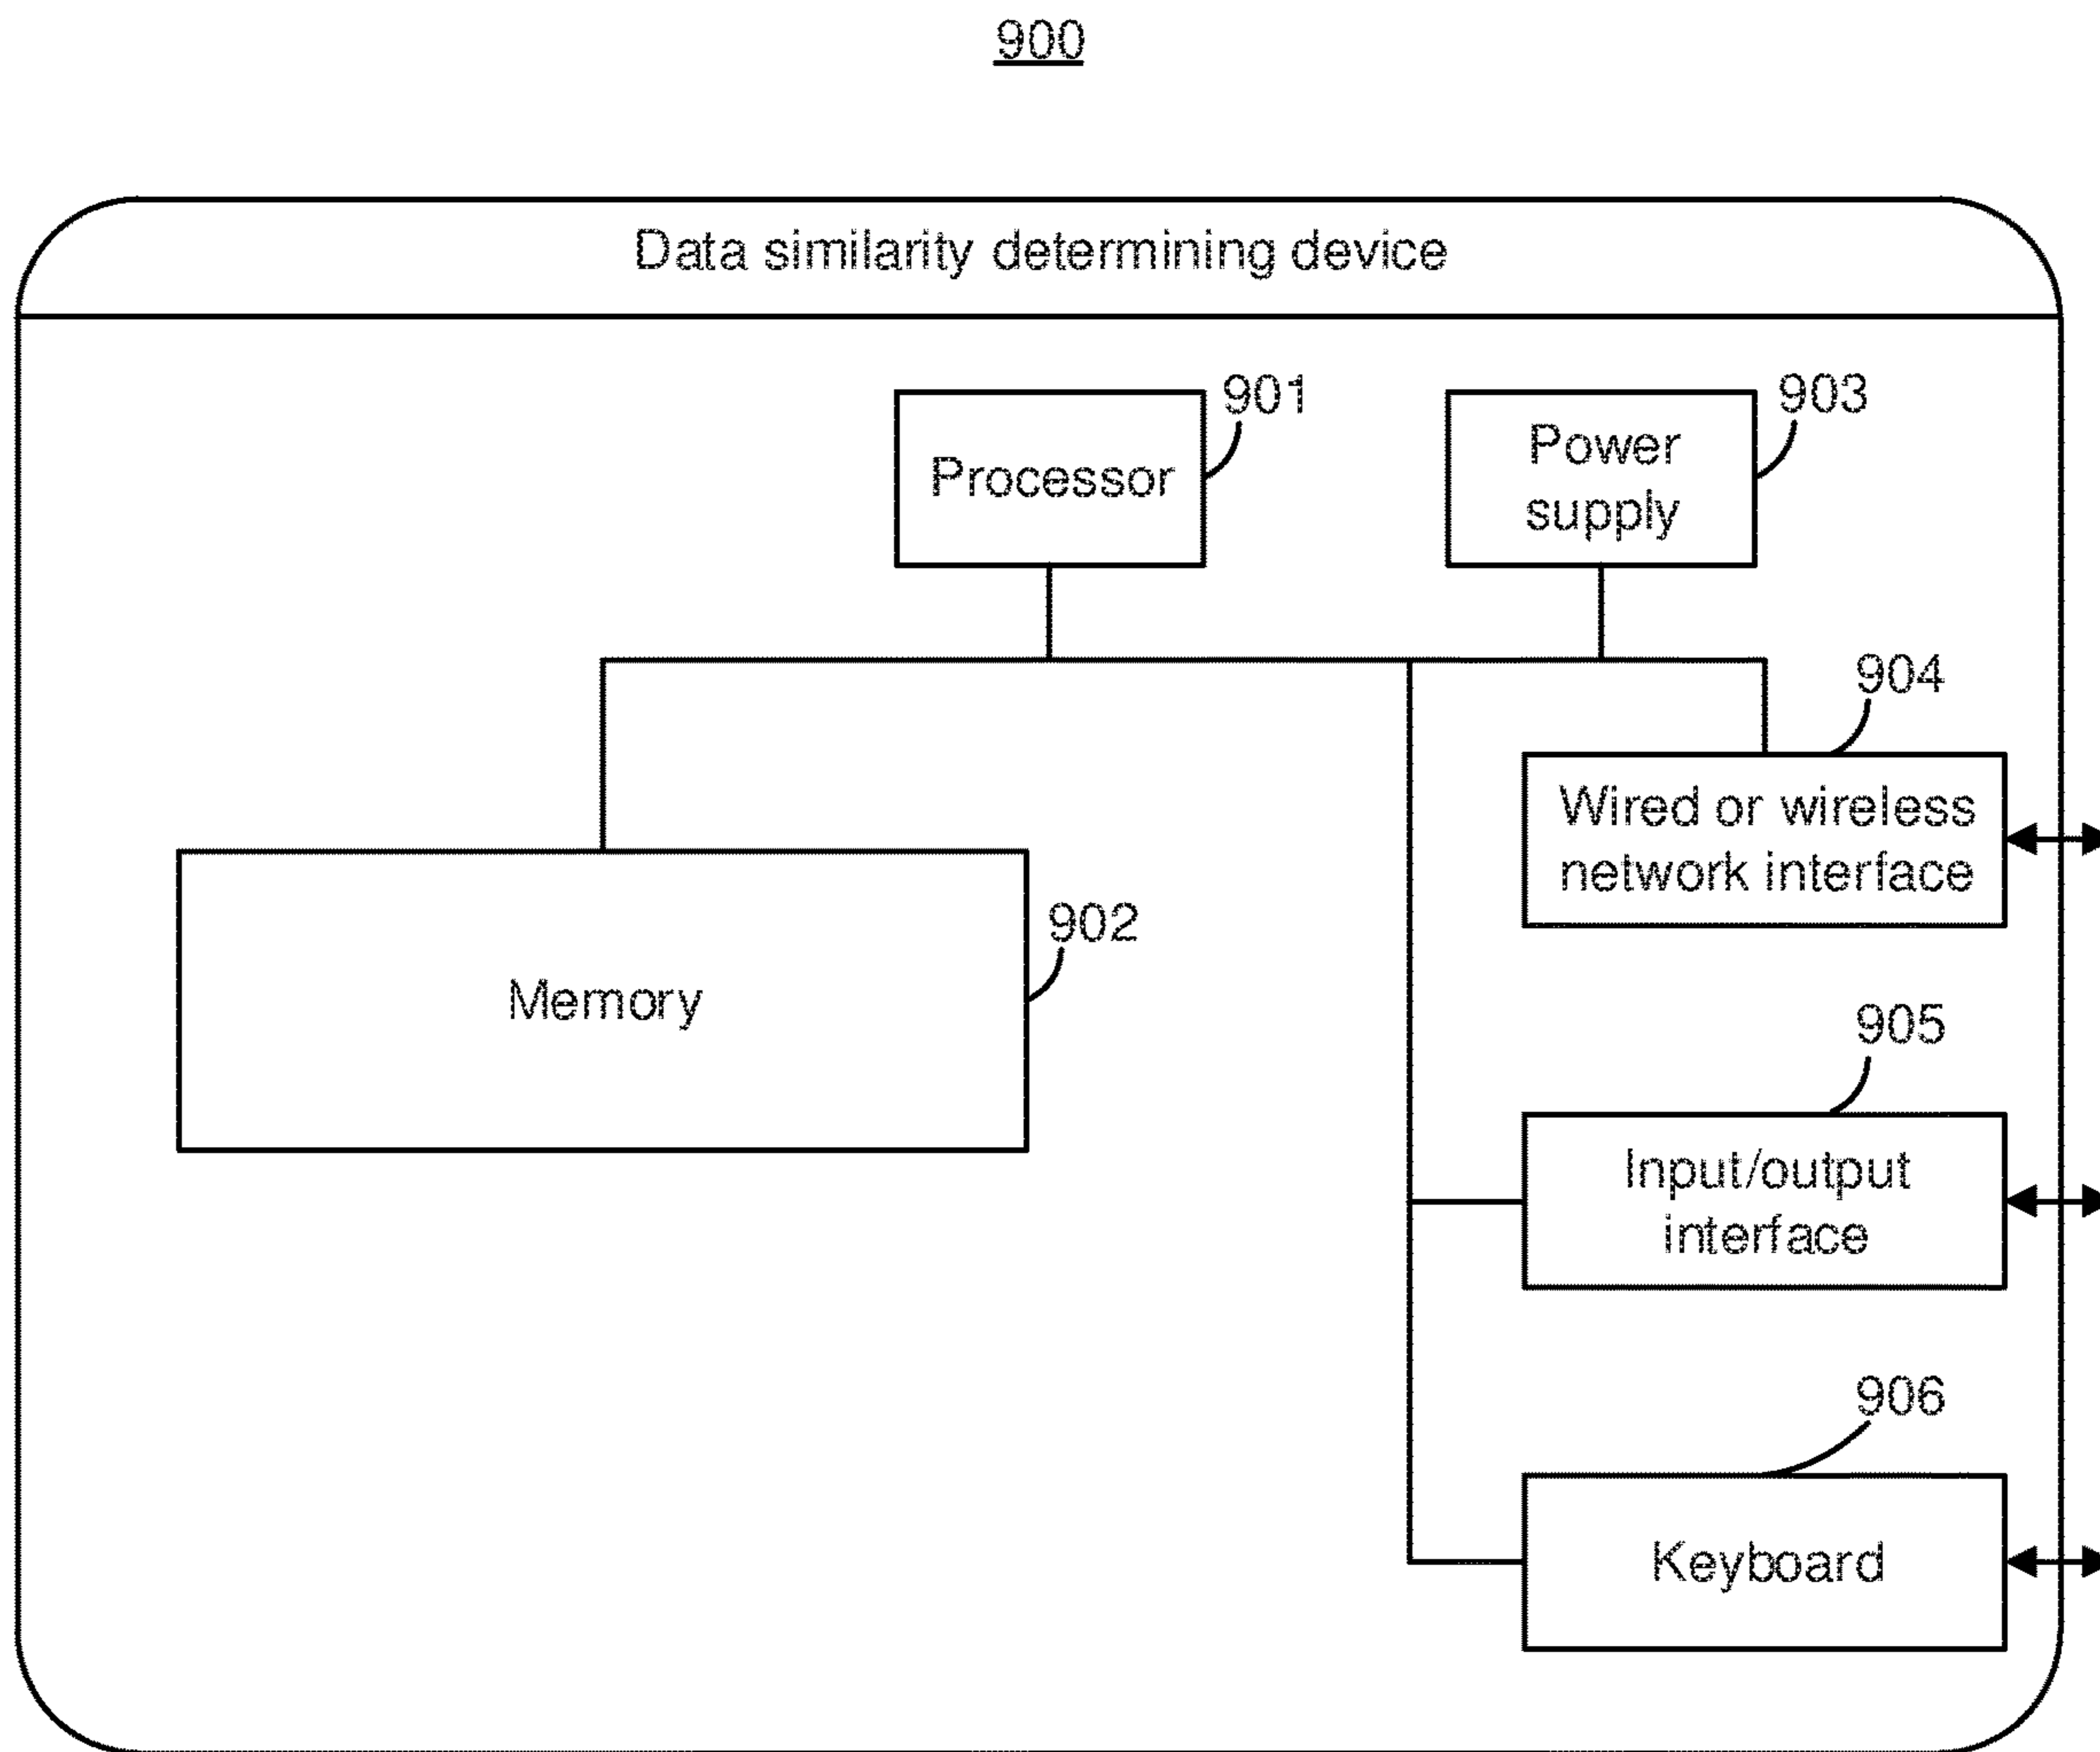 900
Data similarity determining device
901
Processor
903
Power
supply
904
Wired or wireless
network interface
902
Memory
905
Input/output
interface
906
Keyboard